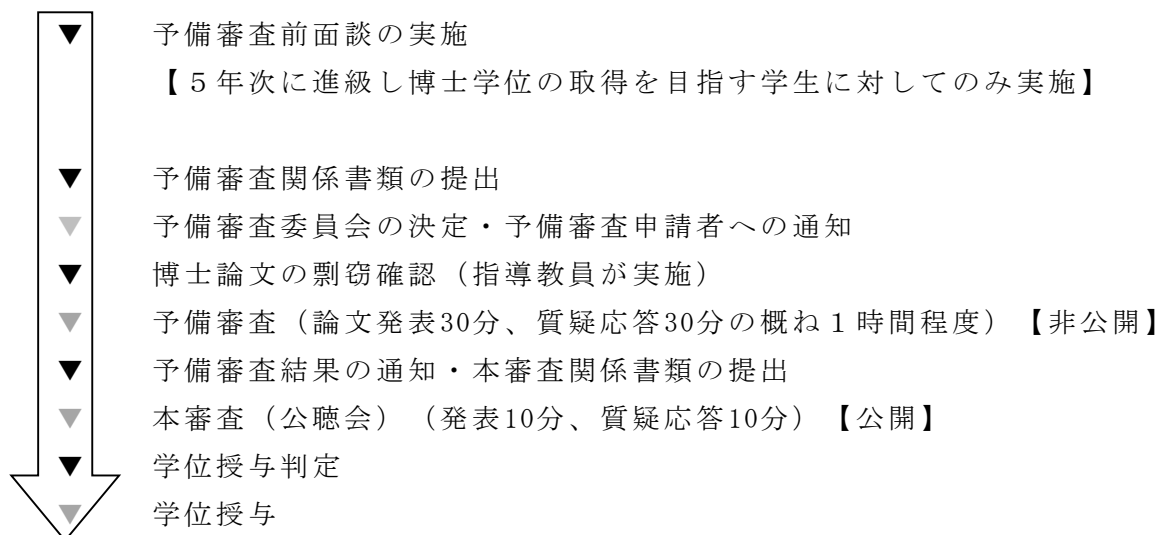 ▼ 予備審査前面談の実施
【５年次に進級し博士学位の取得を目指す学生に対してのみ実施】
▼ 予備審査関係書類の提出
▼ 予備審査委員会の決定・予備審査申請者への通知
▼ 博士論文の剽窃確認（指導教員が実施）
▼ 予備審査（論文発表30分、質疑応答30分の概ね１時間程度）【非公開】
▼ 予備審査結果の通知・本審査関係書類の提出
▼ 本審査（公聴会）（発表10分、質疑応答10分）【公開】
▼ 学位授与判定
▼ 学位授与